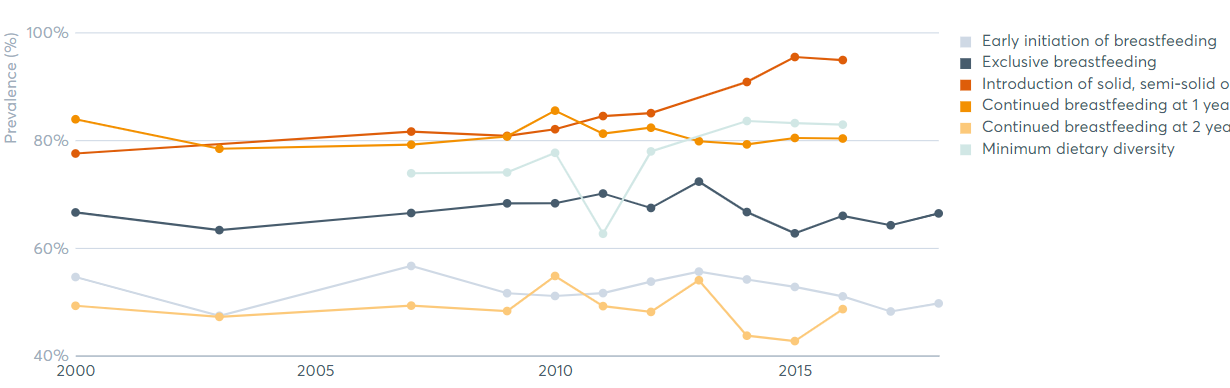 100%
80%
60%
40%
Prevalence (%)
2000
2005
2010
2015
Early initiation of breastfeeding
Exclusive breastfeeding
Introduction of solid, semi-solid o
Continued breastfeeding at 1 yea
Continued breastfeeding at 2 yea
Minimum dietary diversity